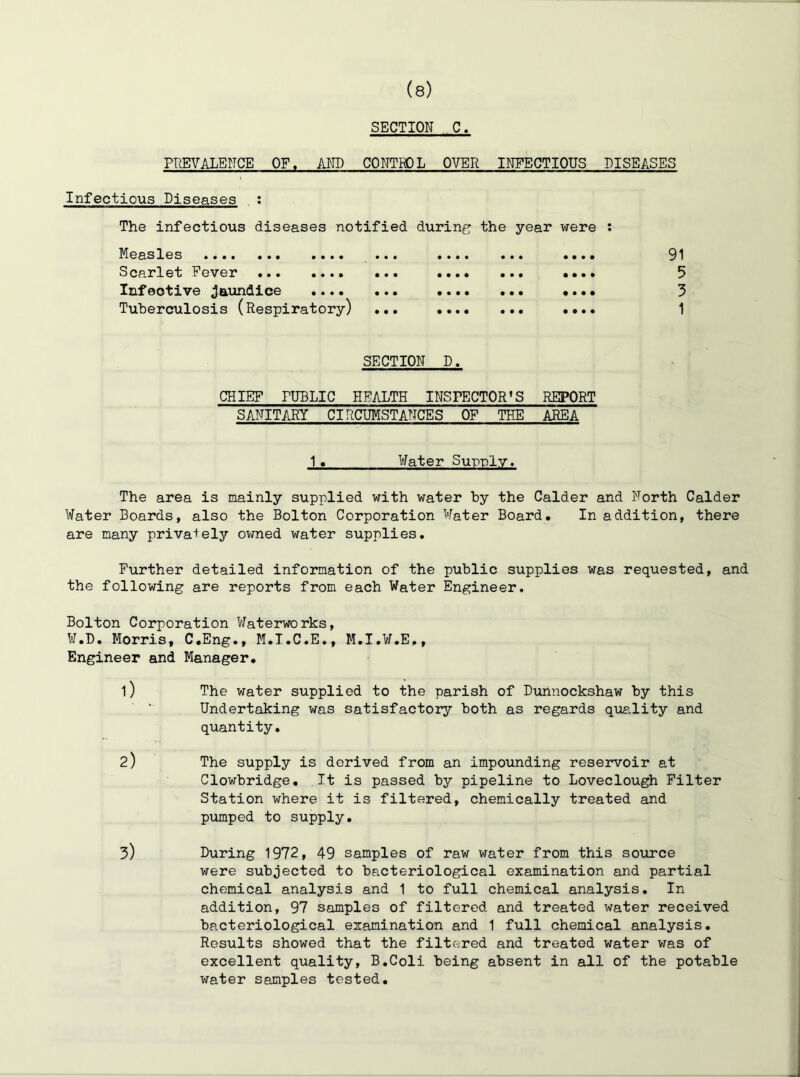 (8)
SECTION C.
PREVALENCE OF, AND CONTROL OVER INFECTIOUS DISEASES
Infectious Diseases :
The infectious diseases notified during the year were :
Measles .... ... .... ... .... ... .... 91
Scarlet Fever ... .... ... .... ... .... 5
Infective Jaundice .... ... .... ... .... 3
Tuberculosis (Respiratory) ... .... ... .... 1
SECTION D.
CHIEF PUBLIC HEALTH INSPECTOR'S REPORT
SANITARY CIRCUMSTANCES OF THE AREA
1. Water Supply.
The area is mainly supplied with water by the Calder and North Calder
Water Boards, also the Bolton Corporation Water Board. In addition, there
are many privately owned water supplies.
Further detailed information of the public supplies was requested, and
the following are reports from each Water Engineer.
Bolton Corporation Waterworks,
W.D. Morris, C.Eng., M.I.C.E., M.I.W.E.,
Engineer and Manager.
1) The water supplied to the parish of Dunnockshaw by this
Undertaking was satisfactory both as regards quality and
quantity.
2) The supply is derived from an impounding reservoir at
Clowbridge. It is passed by pipeline to Loveclough Filter
Station where it is filtered, chemically treated and
pumped to supply.
3) During 1972, 49 samples of raw water from this source
were subjected to bacteriological examination and partial
chemical analysis and 1 to full chemical analysis. In
addition, 97 samples of filtered and treated water received
bacteriological examination and 1 full chemical analysis.
Results showed that the filtered and treated water was of
excellent quality, B.Coli being absent in all of the potable
water samples tested.